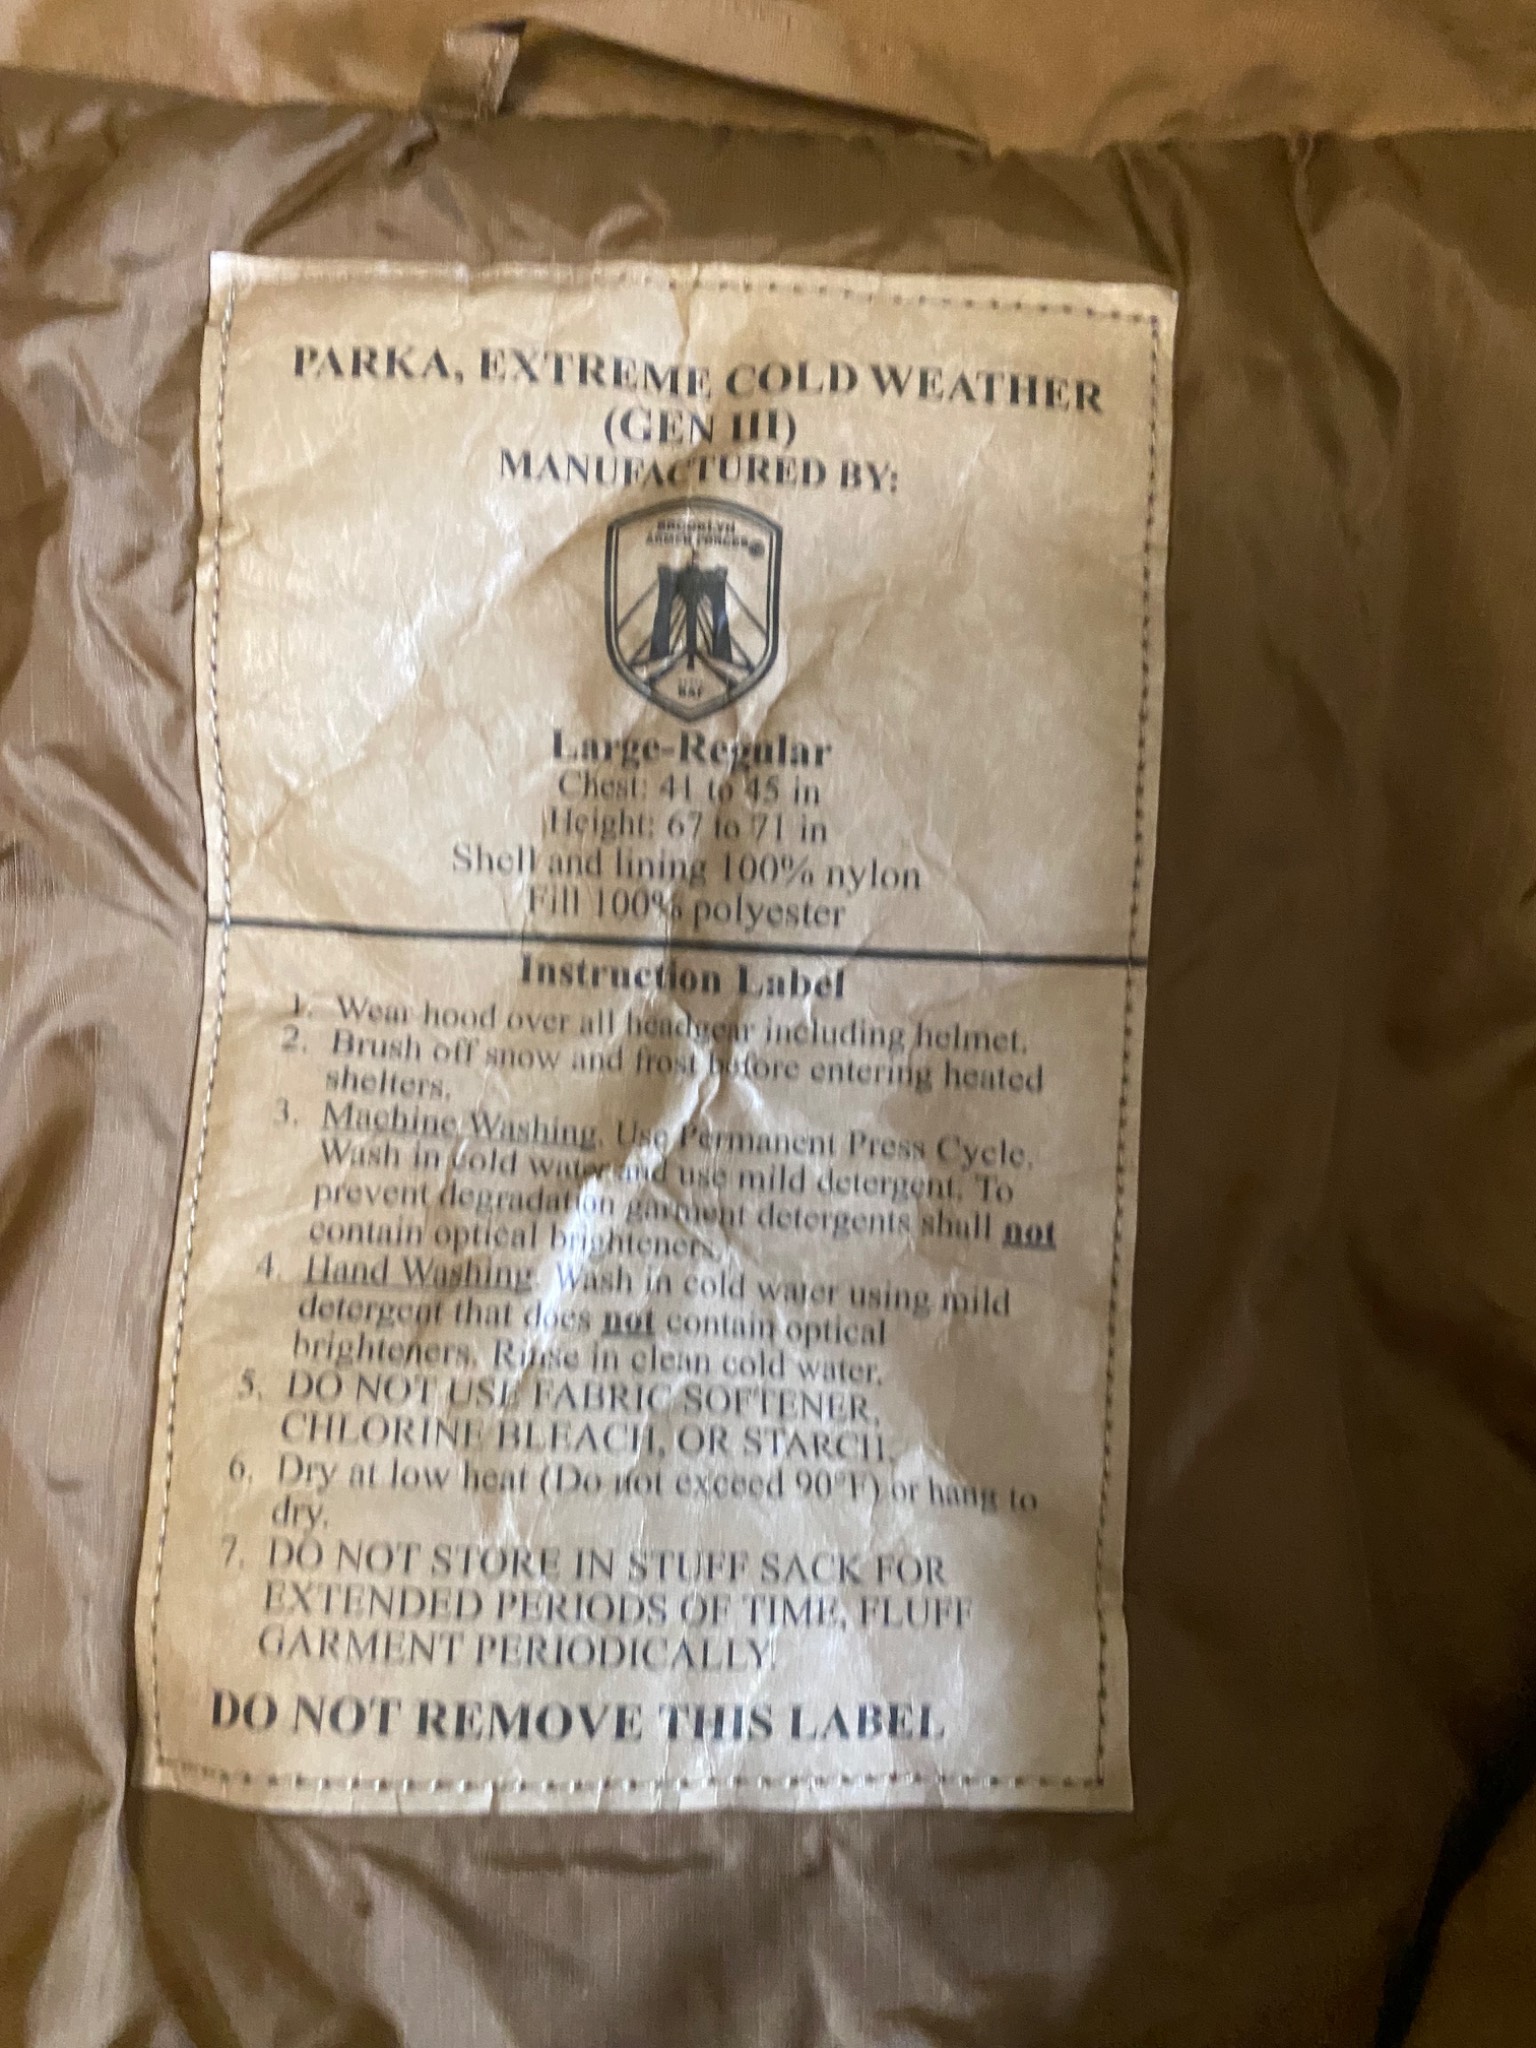 PARKA, EXTREME COLD WEATHER
(GEN III)
MANUFACTURED BY:
BROOKLYN
ARMED FORCES
BAF
Large-Regular
Chest: 41 to 45 in
Height: 67 to 71 in
Shell and lining 100% nylon
Fill 100% polyester
Instruction Label
1. Wear hood over all headgear including helmet.
2. Brush off snow and frost before entering heated
shelters.
3. Machine Washing. Use Permanent Press Cycle.
Wash in cold water and use mild detergent. To
prevent degradation garment detergents shall not
contain optical brighteners.
4. Hand Washing. Wash in cold water using mild
detergent that does not contain optical
brighteners. Rinse in clean cold water.
5. DO NOT USE FABRIC SOFTENER,
CHLORINE BLEACH, OR STARCH.
6. Dry at low heat (Do not exceed 90°F) or hang to
dry.
7. DO NOT STORE IN STUFF SACK FOR
EXTENDED PERIODS OF TIME, FLUFF
GARMENT PERIODICALLY.
DO NOT REMOVE THIS LABEL